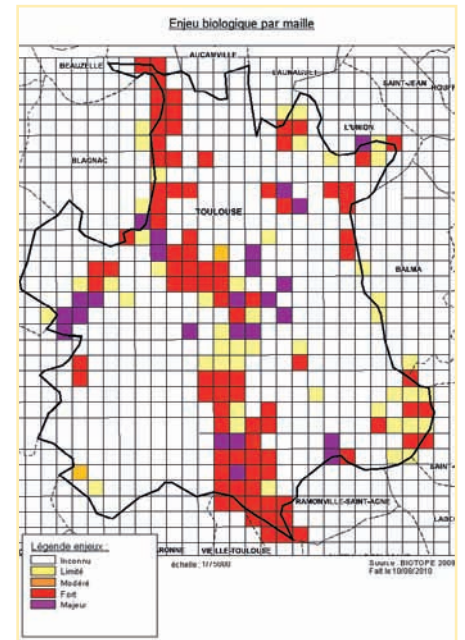 Enjeu biologique par maille
AUCAMVILLE
BEAUZELLE
LAUNAGUET
SAINT-JEAN
L'UNION
BLAGNAC
TOULOUSE
BALMA
RAMONVILLE-SAINT-AGNE
VIEILLE-TOULOUSE
Légende enjeux :
Inconnu
Limité
Modéré
Fort
Majeur
échelle : 1/75000
Source : BIOTOPE 2009
Fait le 10/08/2010